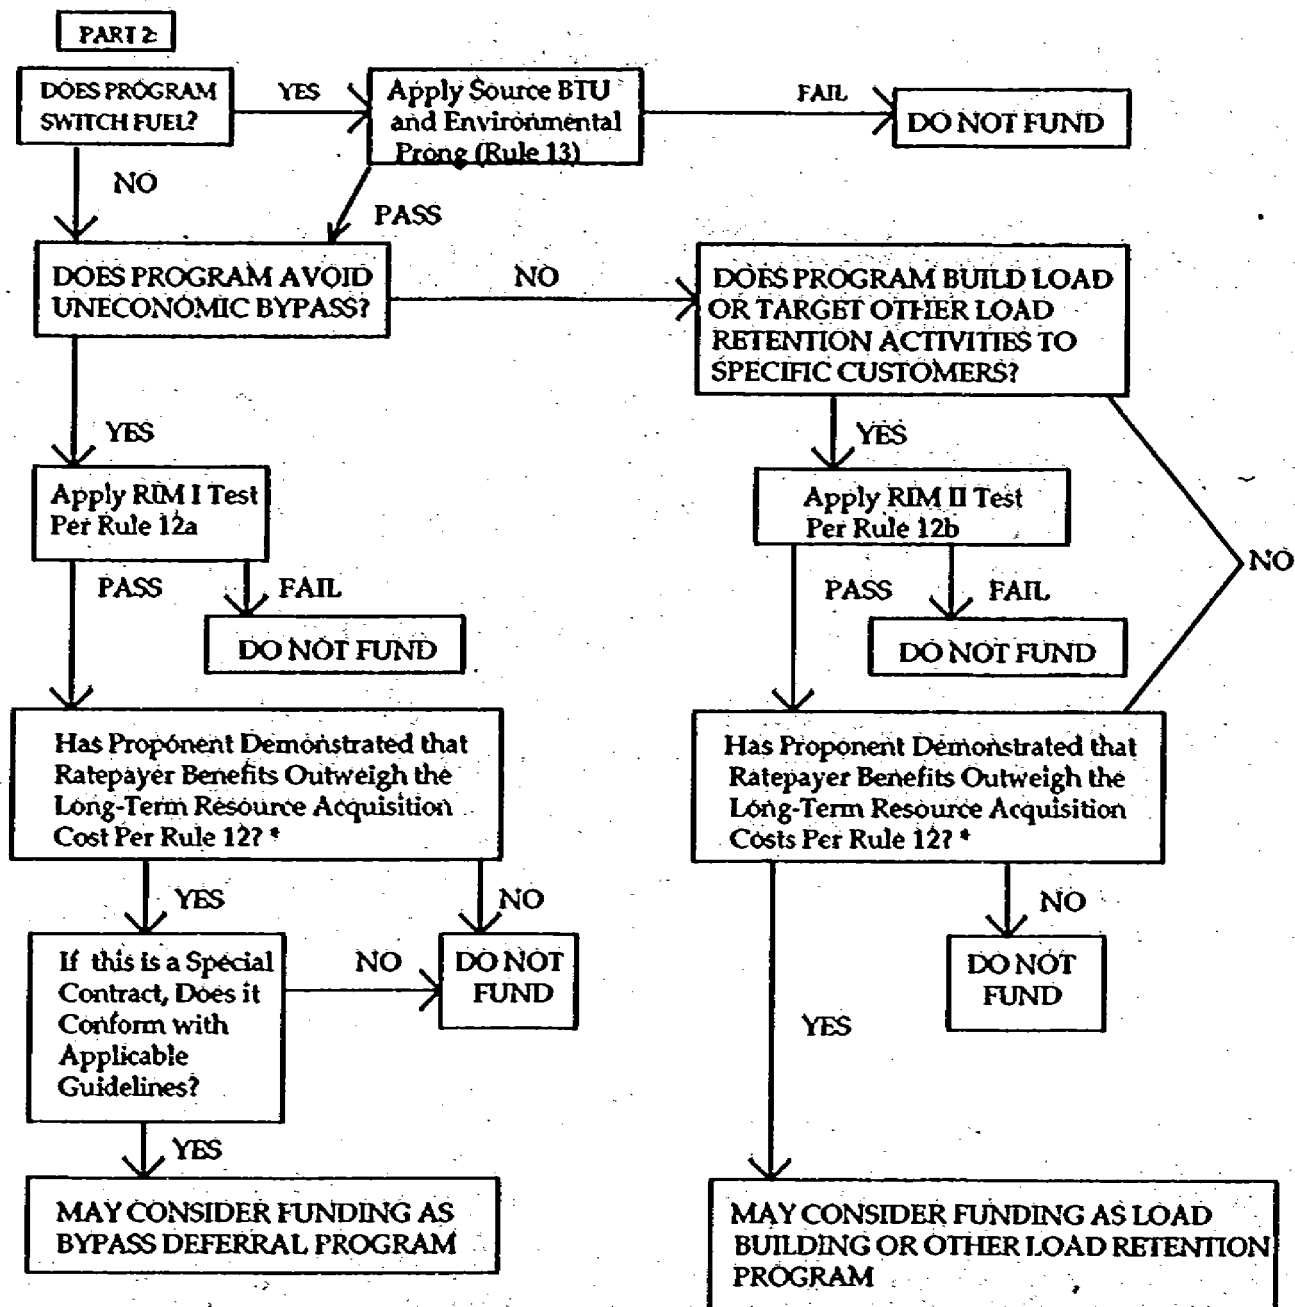 PART 2:
DOES PROGRAM
SWITCH FUEL?
YES
Apply Source BTU
and Environmental
Prong (Rule 13)
FAIL
DO NOT FUND
NO
PASS
DOES PROGRAM AVOID
UNECONOMIC BYPASS?
NO
DOES PROGRAM BUILD LOAD
OR TARGET OTHER LOAD
RETENTION ACTIVITIES TO
SPECIFIC CUSTOMERS?
YES
Apply RIM I Test
Per Rule 12a
YES
Apply RIM II Test
Per Rule 12b
NO
PASS
FAIL
DO NOT FUND
PASS
FAIL
DO NOT FUND
Has Proponent Demonstrated that
Ratepayer Benefits Outweigh the
Long-Term Resource Acquisition
Cost Per Rule 12? *
Has Proponent Demonstrated that
Ratepayer Benefits Outweigh the
Long-Term Resource Acquisition
Costs Per Rule 12? *
YES
NO
NO
If this is a Special
Contract, Does it
Conform with
Applicable
Guidelines?
NO
DO NOT
FUND
DO NOT
FUND
YES
YES
MAY CONSIDER FUNDING AS
BYPASS DEFERRAL PROGRAM
MAY CONSIDER FUNDING AS LOAD
BUILDING OR OTHER LOAD RETENTION
PROGRAM